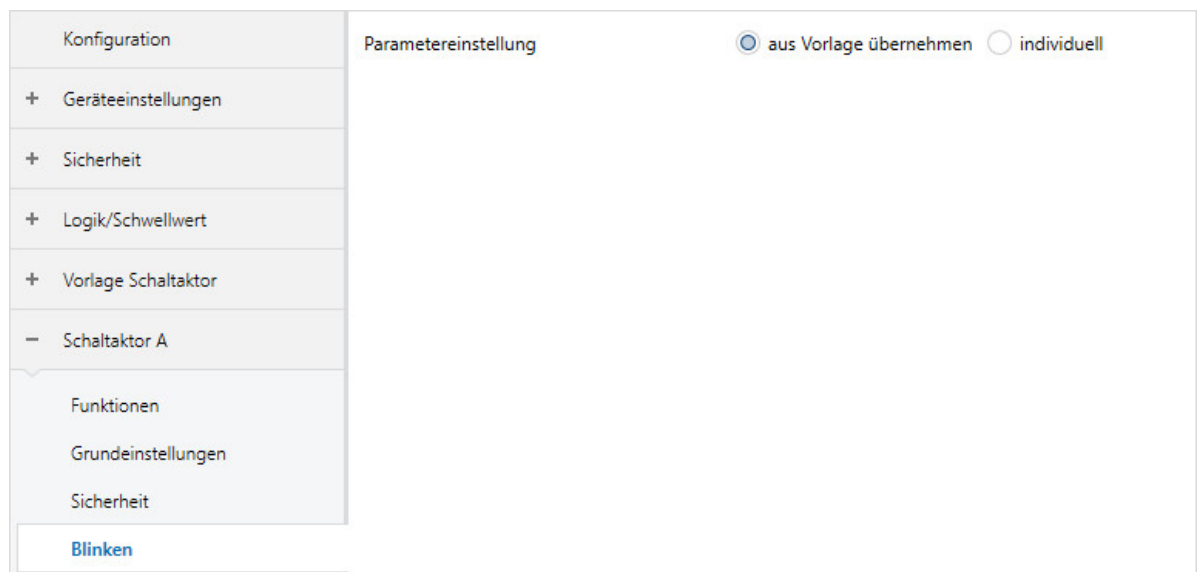 Konfiguration
Parametereinstellung aus Vorlage übernehmen individuell
+ Geräteeinstellungen
+ Sicherheit
+ Logik/Schwellwert
+ Vorlage Schaltaktor
− Schaltaktor A
Funktionen
Grundeinstellungen
Sicherheit
Blinken